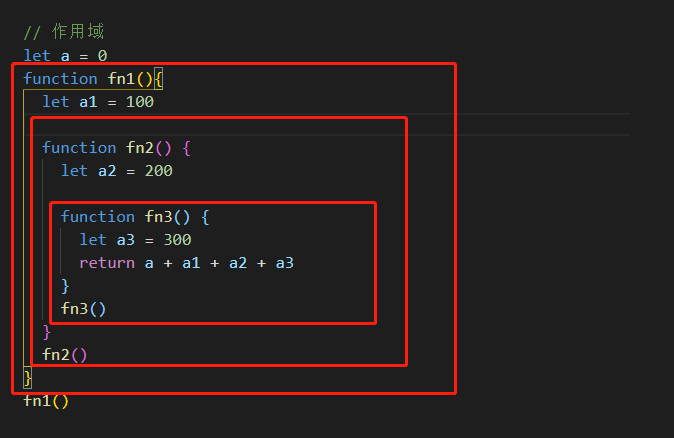 // 作用域
let a = 0
function fn1(){
let a1 = 100
function fn2() {
let a2 = 200
function fn3() {
let a3 = 300
return a + a1 + a2 + a3
}
fn3()
}
fn2()
}
fn1()